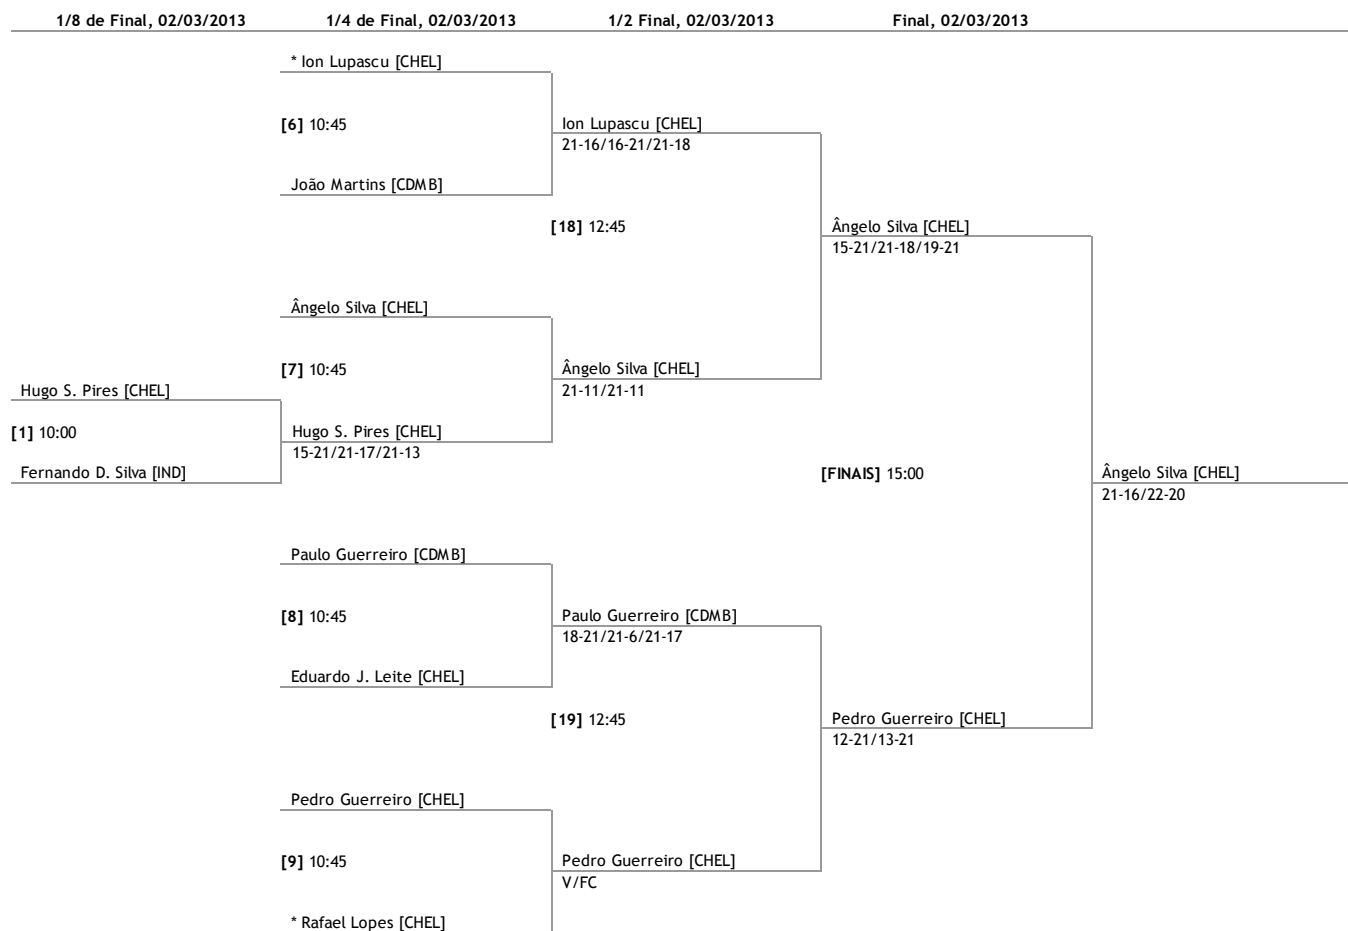 1/8 de Final, 02/03/2013 1/4 de Final, 02/03/2013 1/2 Final, 02/03/2013 Final, 02/03/2013
* Ion Lupascu [CHEL]
[6] 10:45 Ion Lupascu [CHEL]
21-16/16-21/21-18
João Martins [CDMB]
[18] 12:45 Ângelo Silva [CHEL]
15-21/21-18/19-21
Ângelo Silva [CHEL]
[7] 10:45 Ângelo Silva [CHEL]
Hugo S. Pires [CHEL] 21-11/21-11
[1] 10:00 Hugo S. Pires [CHEL]
15-21/21-17/21-13
Fernando D. Silva [IND] [FINAIS] 15:00 Ângelo Silva [CHEL]
21-16/22-20
Paulo Guerreiro [CDMB]
[8] 10:45 Paulo Guerreiro [CDMB]
18-21/21-6/21-17
Eduardo J. Leite [CHEL]
[19] 12:45 Pedro Guerreiro [CHEL]
12-21/13-21
Pedro Guerreiro [CHEL]
[9] 10:45 Pedro Guerreiro [CHEL]
V/FC
* Rafael Lopes [CHEL]